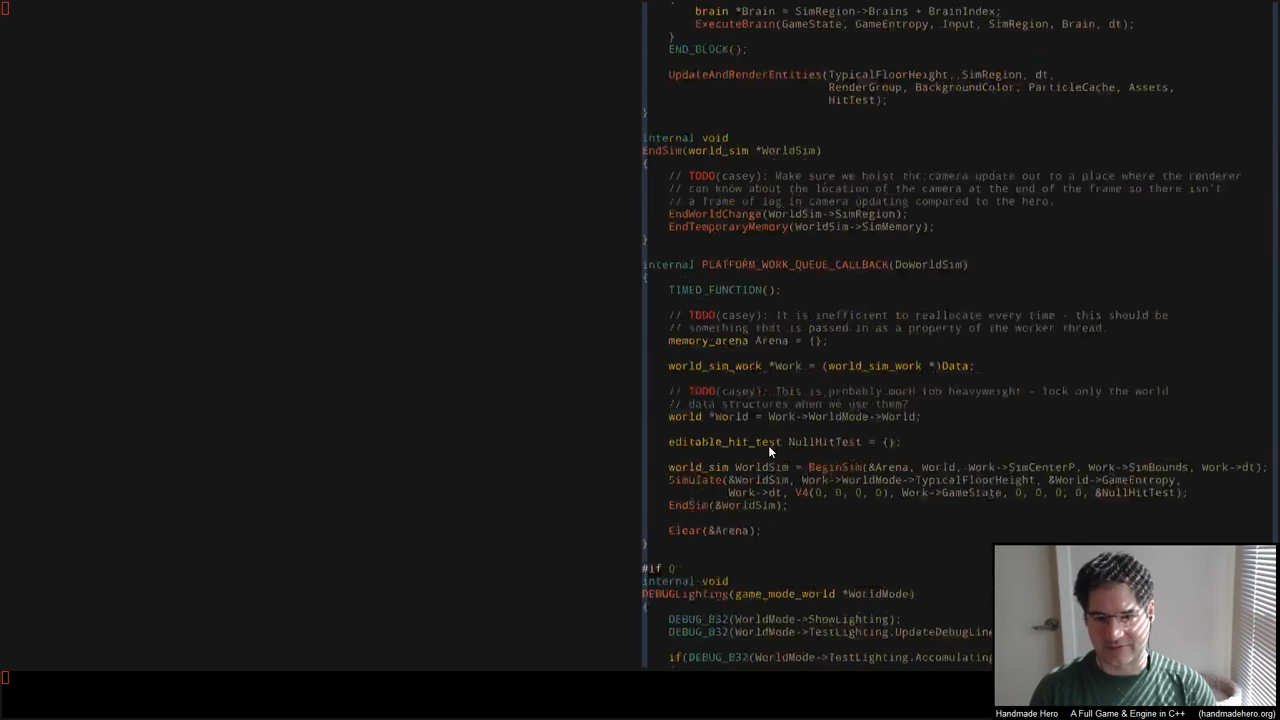 brain *Brain = SimRegion->Brains + BrainIndex;
ExecuteBrain(GameState, GameEntropy, Input, SimRegion, Brain, dt);
}
END_BLOCK();
UpdateAndRenderEntities(TypicalFloorHeight, SimRegion, dt,
RenderGroup, BackgroundColor, ParticleCache, Assets,
HitTest);
}
internal void
EndSim(world_sim *WorldSim)
{
// TODO(casey): Make sure we hoist the camera update out to a place where the renderer
// can know about the location of the camera at the end of the frame so there isn't
// a frame of lag in camera updating compared to the hero.
EndWorldChange(WorldSim->SimRegion);
EndTemporaryMemory(WorldSim->SimMemory);
}
internal PLATFORM_WORK_QUEUE_CALLBACK(DoWorldSim)
{
TIMED_FUNCTION();
// TODO(casey): It is inefficient to reallocate every time - this should be
// something that is passed in as a property of the worker thread.
memory_arena Arena = {};
world_sim_work *Work = (world_sim_work *)Data;
// TODO(casey): This is probably much too heavyweight - lock only the world
// data structures when we use them?
world *World = Work->WorldMode->World;
editable_hit_test NullHitTest = {};
world_sim WorldSim = BeginSim(&Arena, World, Work->SimCenterP, Work->SimBounds, Work->dt);
Simulate(&WorldSim, Work->WorldMode->TypicalFloorHeight, &World->GameEntropy,
Work->dt, V4(0, 0, 0, 0), Work->GameState, 0, 0, 0, 0, &NullHitTest);
EndSim(&WorldSim);
Clear(&Arena);
}
#if 0
internal void
DEBUGLighting(game_mode_world *WorldMode)
{
DEBUG_B32(WorldMode->ShowLighting);
DEBUG_B32(WorldMode->TestLighting.UpdateDebugLine
if(DEBUG_B32(WorldMode->TestLighting.Accumulating
Handmade Hero A Full Game & Engine in C++ (handmadehero.org)